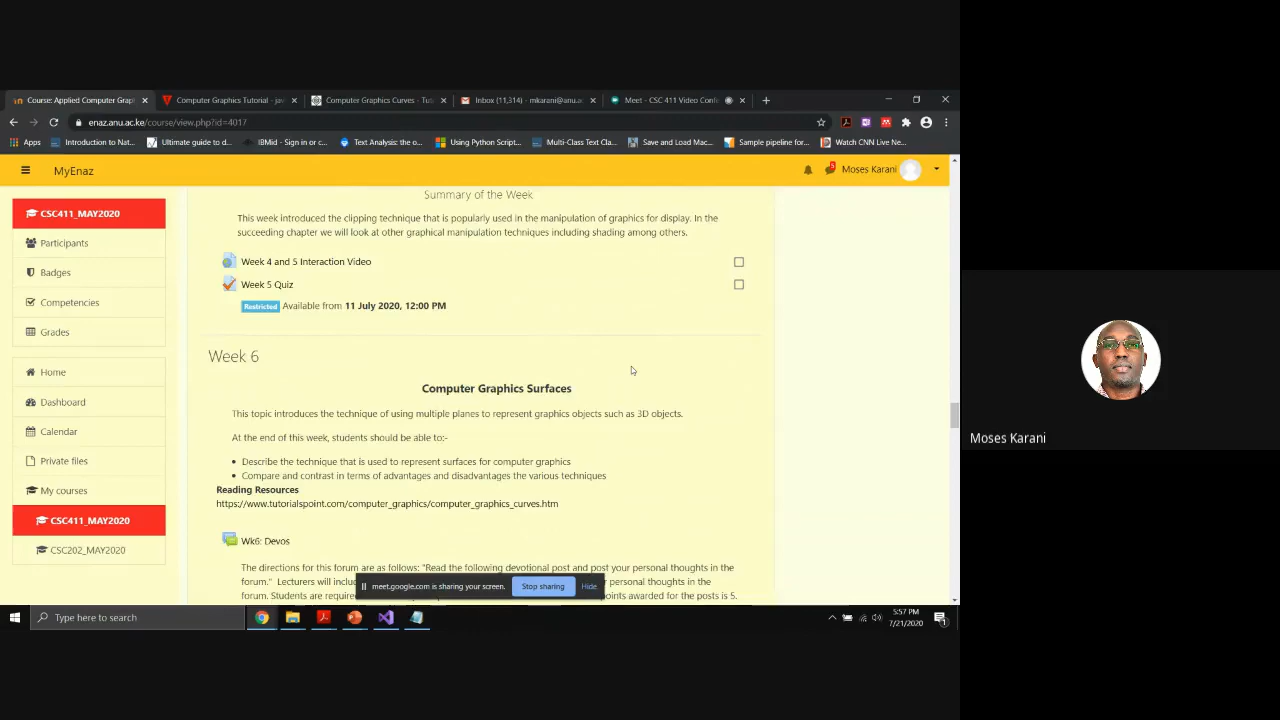 Course: Applied Computer Grap
Computer Graphics Tutorial - jav
Computer Graphics Curves - Tut
Inbox (11,314) - mkarani@anu.ac
Meet - CSC 411 Video Conf
enaz.anu.ac.ke/course/view.php?id=4017
Apps
Introduction to Nat...
Ultimate guide to d...
IBMid - Sign in or c...
Text Analysis: the o...
Using Python Script...
Multi-Class Text Cla...
Save and Load Mac...
Sample pipeline for...
Watch CNN Live Ne...
MyEnaz
Moses Karani
CSC411_MAY2020
Participants
Badges
Competencies
Grades
Home
Dashboard
Calendar
Private files
My courses
CSC411_MAY2020
CSC202_MAY2020
Summary of the Week
This week introduced the clipping technique that is popularly used in the manipulation of graphics for display. In the
succeeding chapter we will look at other graphical manipulation techniques including shading among others.
Week 4 and 5 Interaction Video
Week 5 Quiz
Restricted Available from 11 July 2020, 12:00 PM
Week 6
Computer Graphics Surfaces
This topic introduces the technique of using multiple planes to represent graphics objects such as 3D objects.
At the end of this week, students should be able to:-
Describe the technique that is used to represent surfaces for computer graphics
Compare and contrast in terms of advantages and disadvantages the various techniques
Reading Resources
https://www.tutorialspoint.com/computer_graphics/computer_graphics_curves.htm
Wk6: Devos
The directions for this forum are as follows: "Read the following devotional post and post your personal thoughts in the
forum." Lecturers will inclu personal thoughts in the
forum. Students are require points awarded for the posts is 5.
meet.google.com is sharing your screen.
Stop sharing
Hide
Type here to search
5:57 PM
7/21/2020
Moses Karani